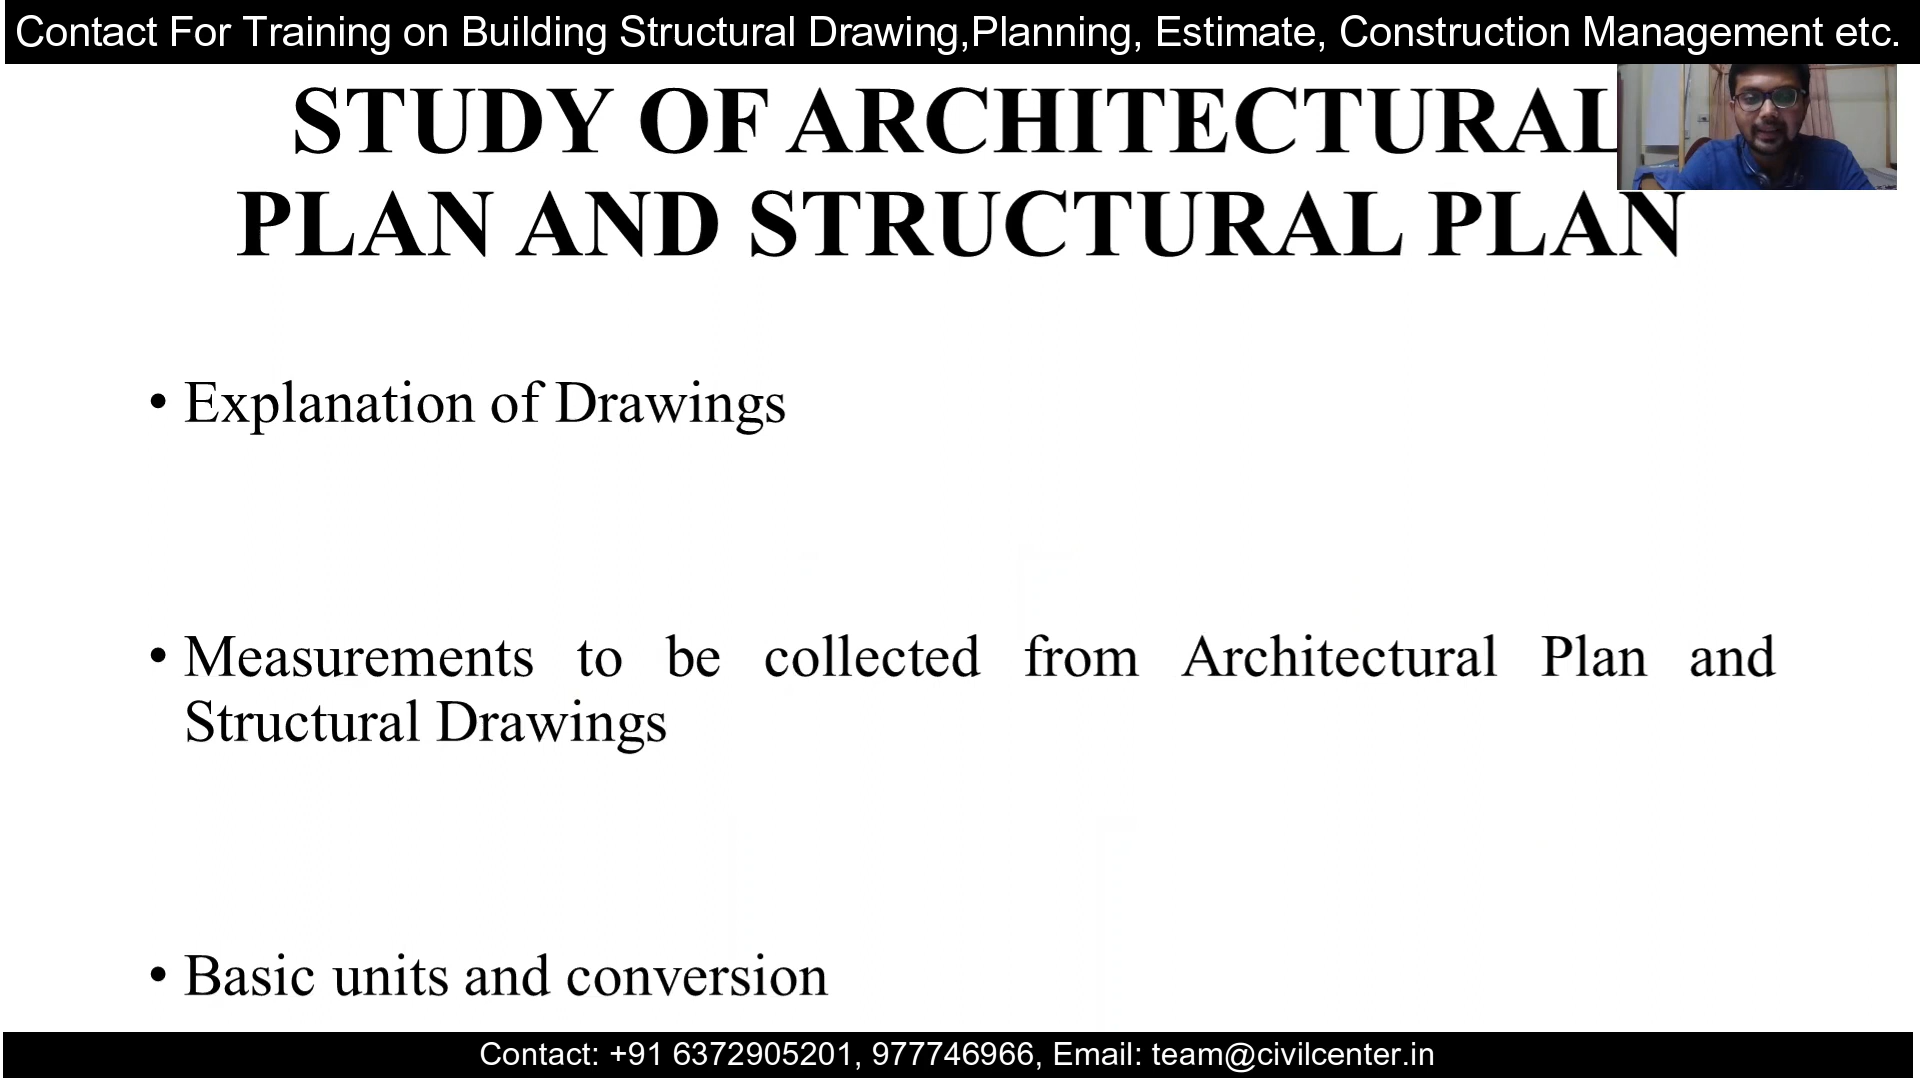 Contact For Training on Building Structural Drawing,Planning, Estimate, Construction Management etc.
STUDY OF ARCHITECTURAL
PLAN AND STRUCTURAL PLAN
• Explanation of Drawings
• Measurements to be collected from Architectural Plan and
Structural Drawings
• Basic units and conversion
Contact: +91 6372905201, 977746966, Email: team@civilcenter.in